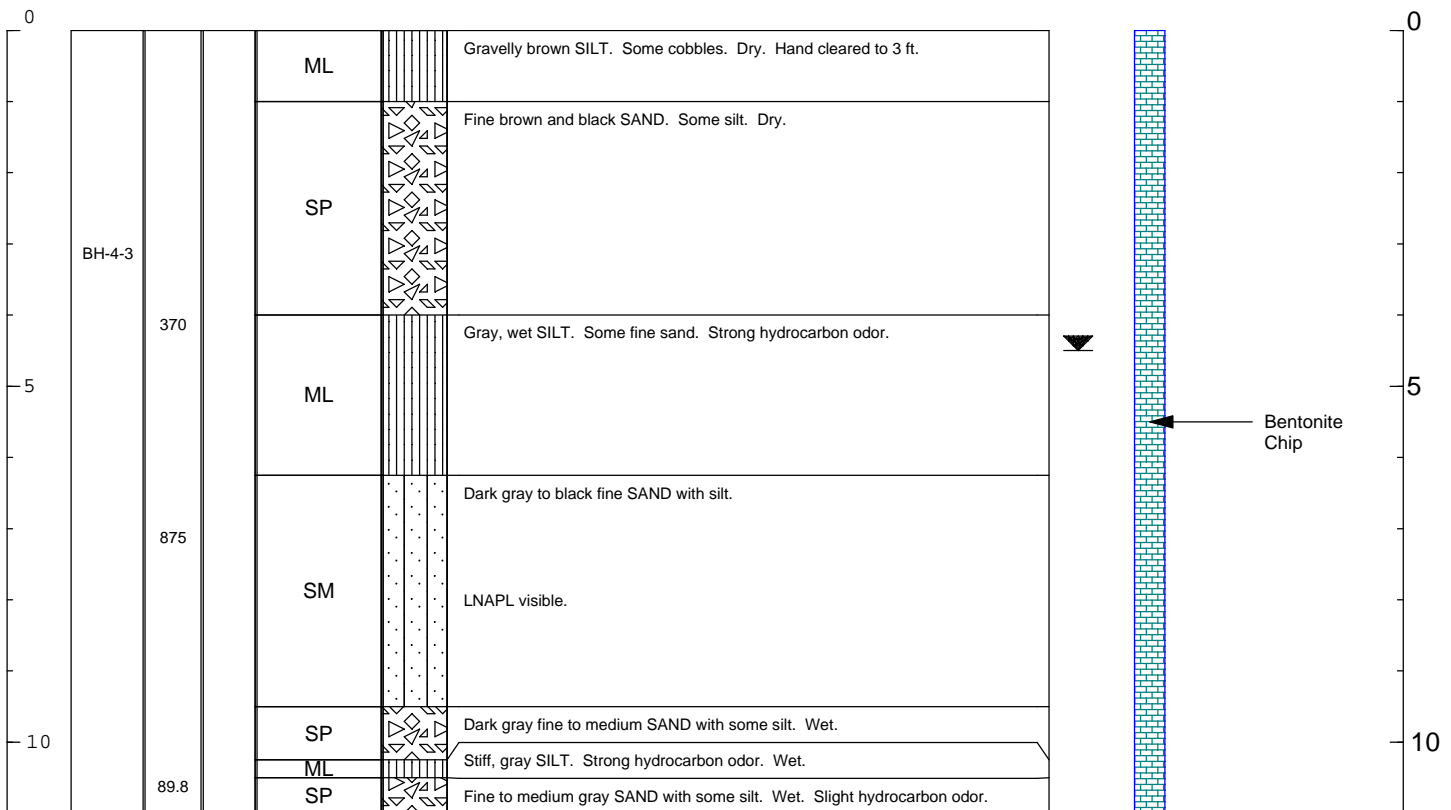 0
0
ML
Gravelly brown SILT. Some cobbles. Dry. Hand cleared to 3 ft.
Fine brown and black SAND. Some silt. Dry.
SP
BH-4-3
370
Gray, wet SILT. Some fine sand. Strong hydrocarbon odor.
ML
5
5
Bentonite
Chip
Dark gray to black fine SAND with silt.
875
SM
LNAPL visible.
SP
Dark gray fine to medium SAND with some silt. Wet.
10
10
ML
Stiff, gray SILT. Strong hydrocarbon odor. Wet.
89.8
SP
Fine to medium gray SAND with some silt. Wet. Slight hydrocarbon odor.